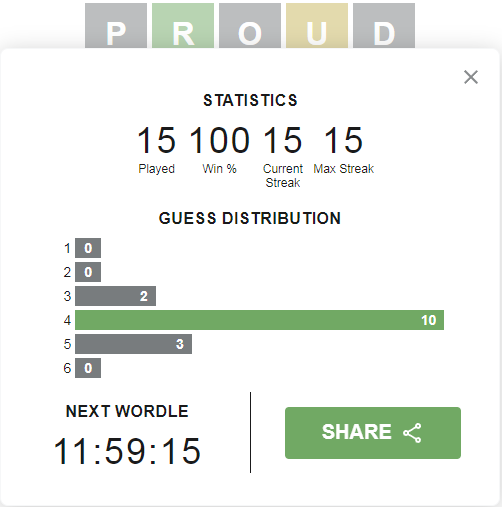 P R O U D
STATISTICS
15 100 15 15
Played Win % Current Streak Max Streak
GUESS DISTRIBUTION
1 0
2 0
3 2
4 10
5 3
6 0
NEXT WORDLE
11:59:15
SHARE